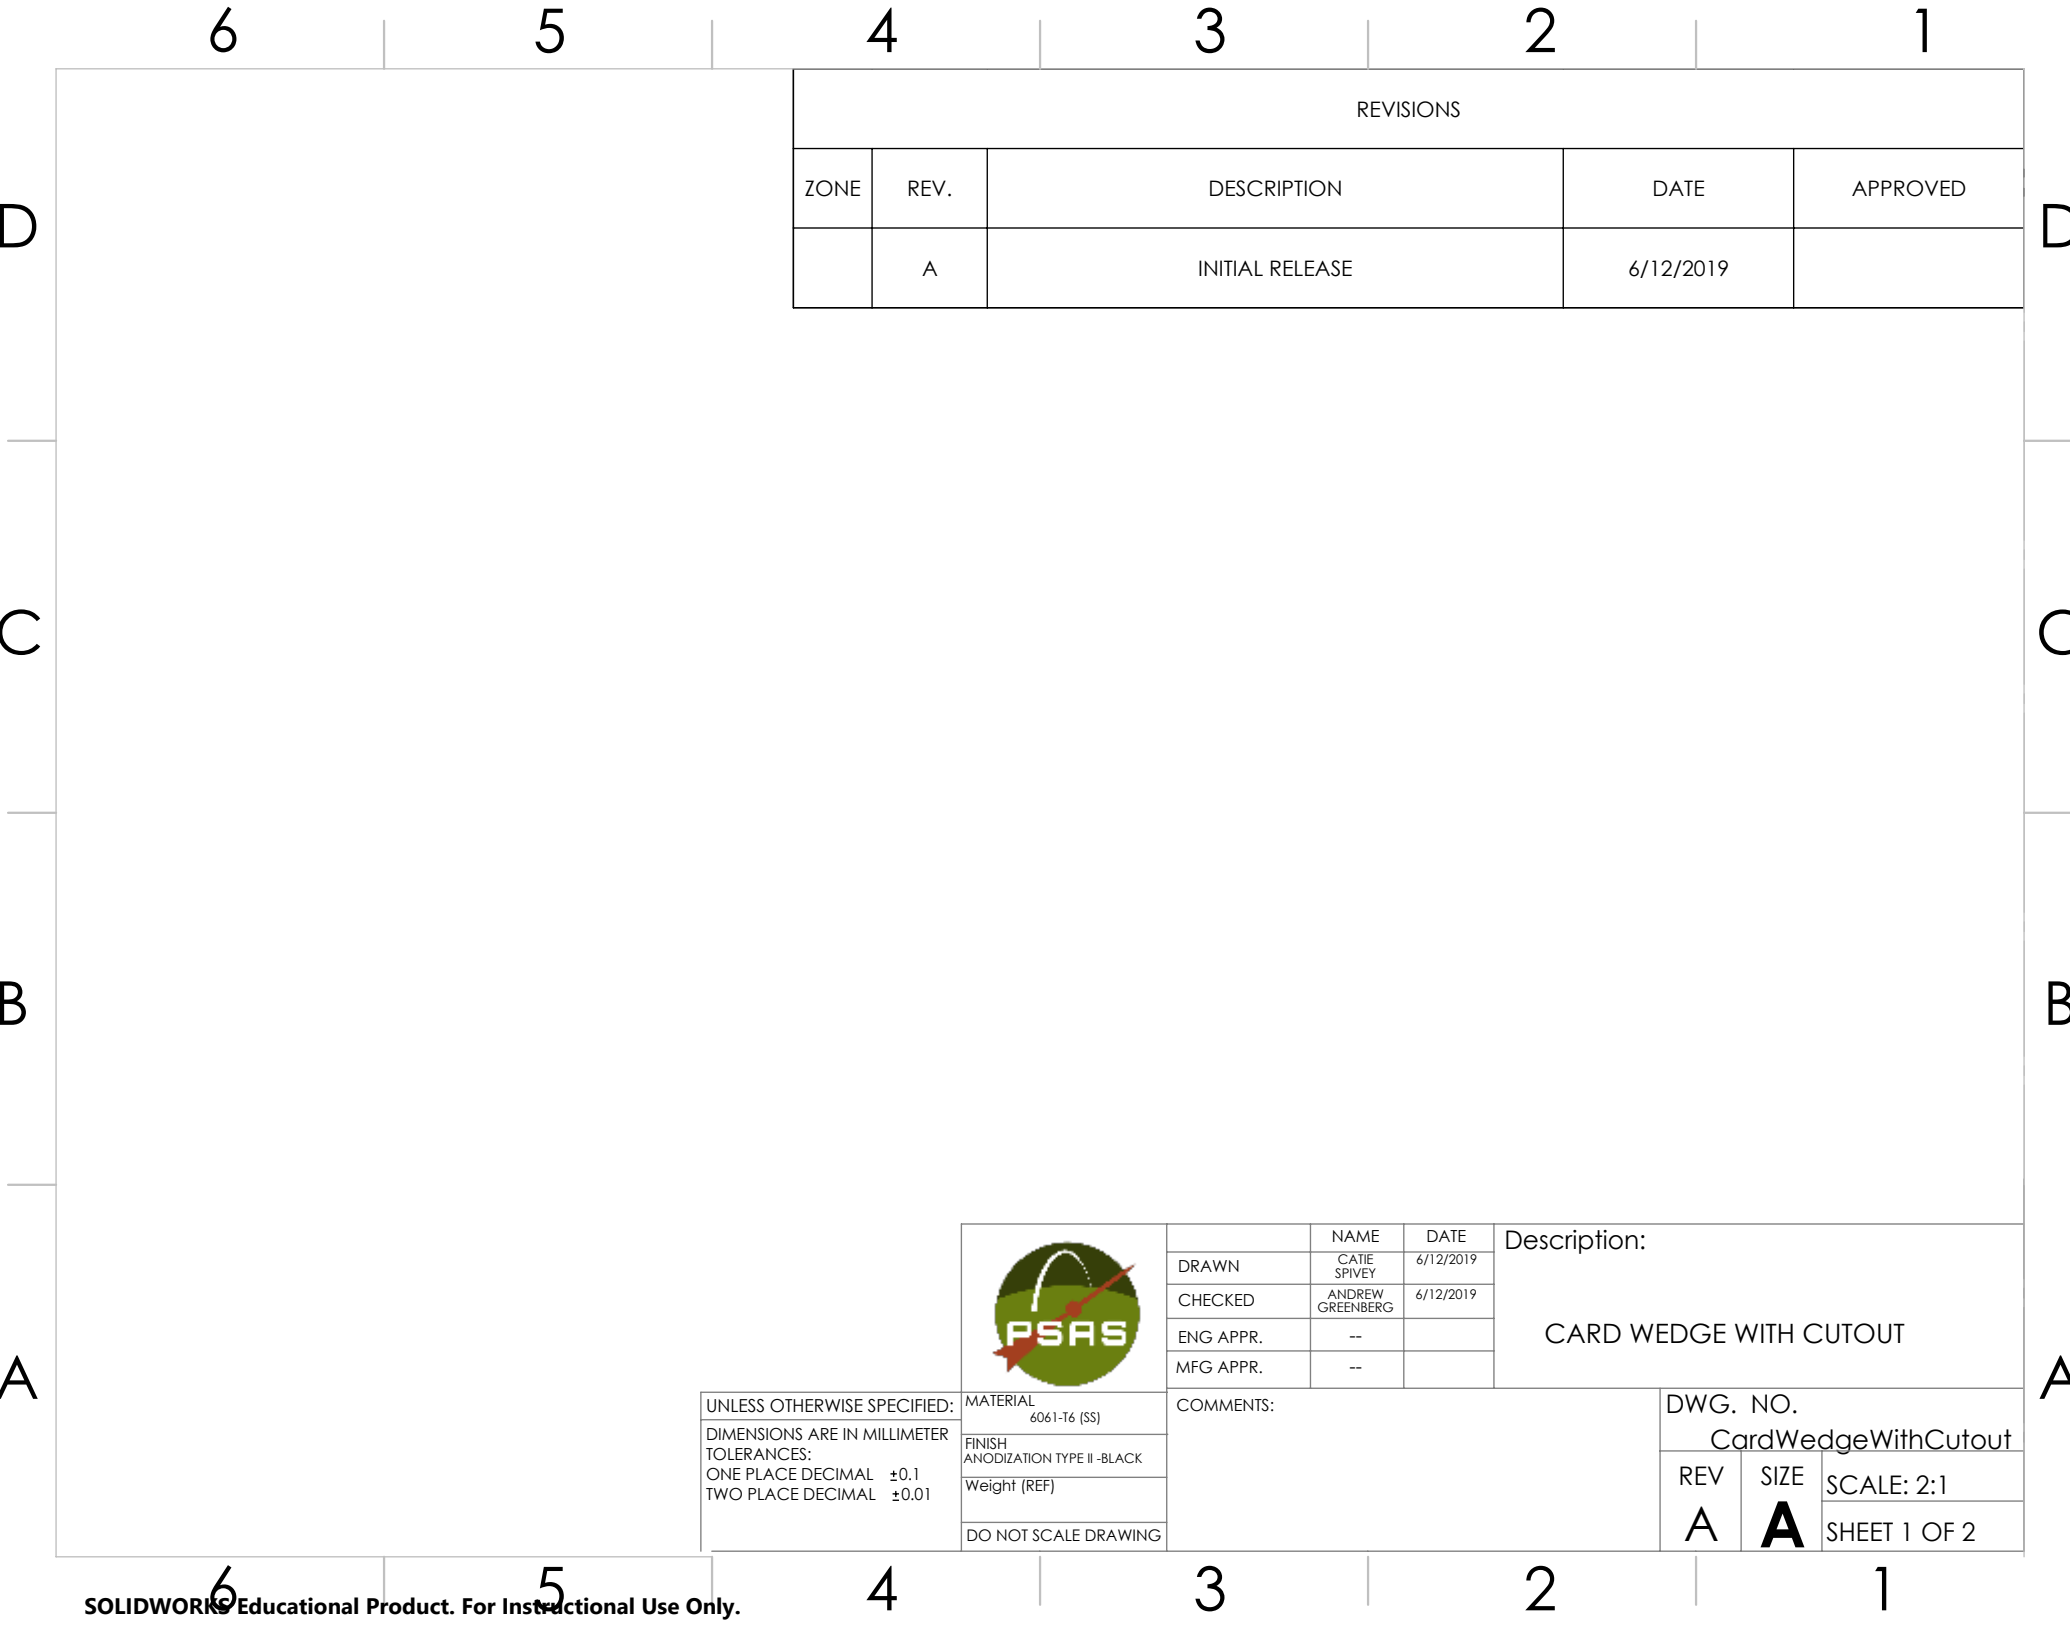 6 5 4 3 2 1
REVISIONS
ZONE REV. DESCRIPTION DATE APPROVED
D D
A INITIAL RELEASE 6/12/2019
C C
B B
NAME DATE
Description:
DRAWN CATIE SPIVEY 6/12/2019
CHECKED ANDREW GREENBERG 6/12/2019
PSAS
ENG APPR. --
CARD WEDGE WITH CUTOUT
MFG APPR. --
A A
UNLESS OTHERWISE SPECIFIED:
DIMENSIONS ARE IN MILLIMETER
TOLERANCES:
ONE PLACE DECIMAL ±0.1
TWO PLACE DECIMAL ±0.01
MATERIAL
6061-T6 (SS)
FINISH
ANODIZATION TYPE II -BLACK
Weight (REF)
DO NOT SCALE DRAWING
COMMENTS:
DWG. NO.
CardWedgeWithCutout
REV
A
SIZE
A
SCALE: 2:1
SHEET 1 OF 2
6 5 4 3 2 1
SOLIDWORKS Educational Product. For Instructional Use Only.